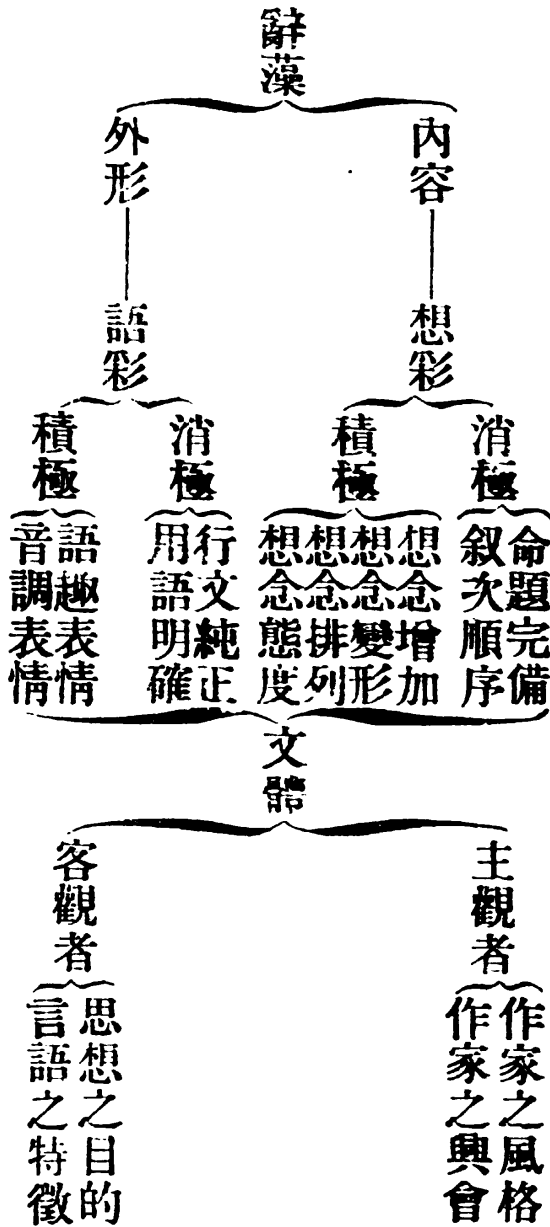 辭藻
內容
外形
想彩
語彩
消極
積極
消極
積極
命題完備
叙次順序
想念增加
想念變形
想念排列
想念態度
行文純正
用語明確
語趣表情
音調表情
文體
主觀者
客觀者
作家之風格
作家之興會
思想之目的
言語之特徵